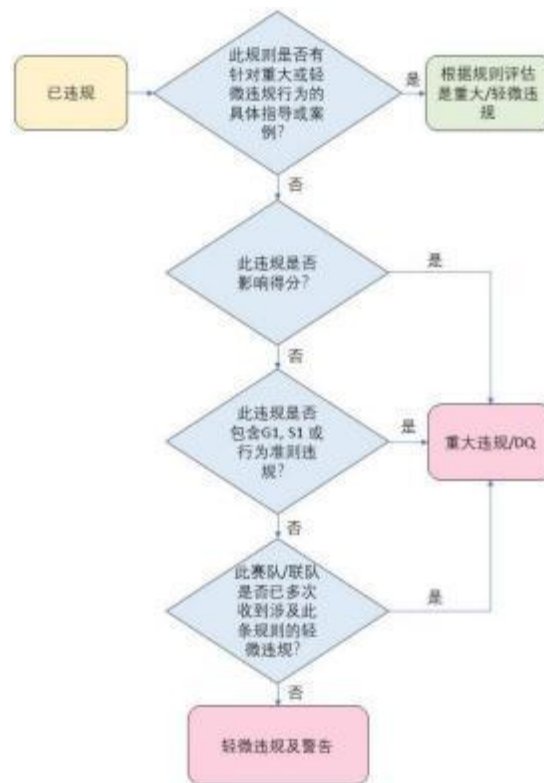 已违规
此规则是否有
针对重大或轻
微违规行为的
具体指导或案
例?
是
根据规则评估
是重大/轻微违
规
否
此违规是否
影响得分?
是
否
此违规是否
包含G1, S1 或
行为准则违
规?
是
重大违规/DQ
否
此赛队/联队
是否已多次
收到涉及此
条规则的轻
微违规?
是
否
轻微违规及警告